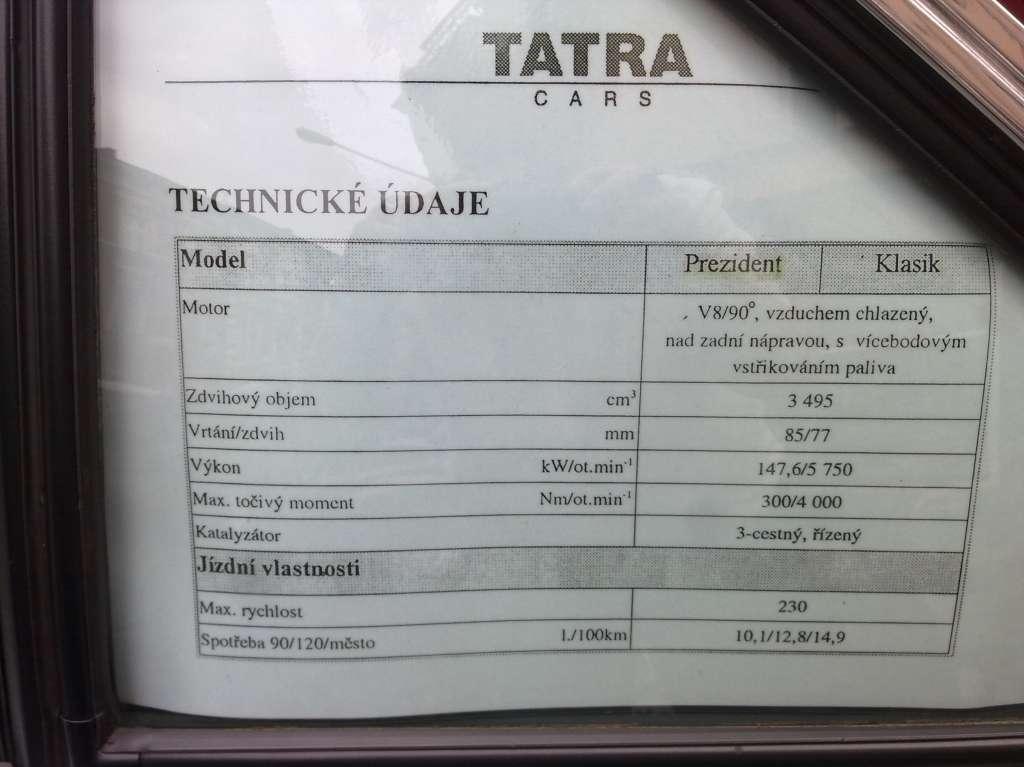 TATRA
CARS
TECHNICKÉ ÚDAJE
Model Prezident Klasik
Motor V8/90°, vzduchem chlazený,
nad zadní nápravou, s vícebodovým
vstřikováním paliva
Zdvihový objem cm³ 3 495
Vrtání/zdvih mm 85/77
Výkon kW/ot.min⁻¹ 147,6/5 750
Max. točivý moment Nm/ot.min⁻¹ 300/4 000
Katalyzátor 3-cestný, řízený
Jízdní vlastnosti
Max. rychlost 230
Spotřeba 90/120/město l./100km 10,1/12,8/14,9